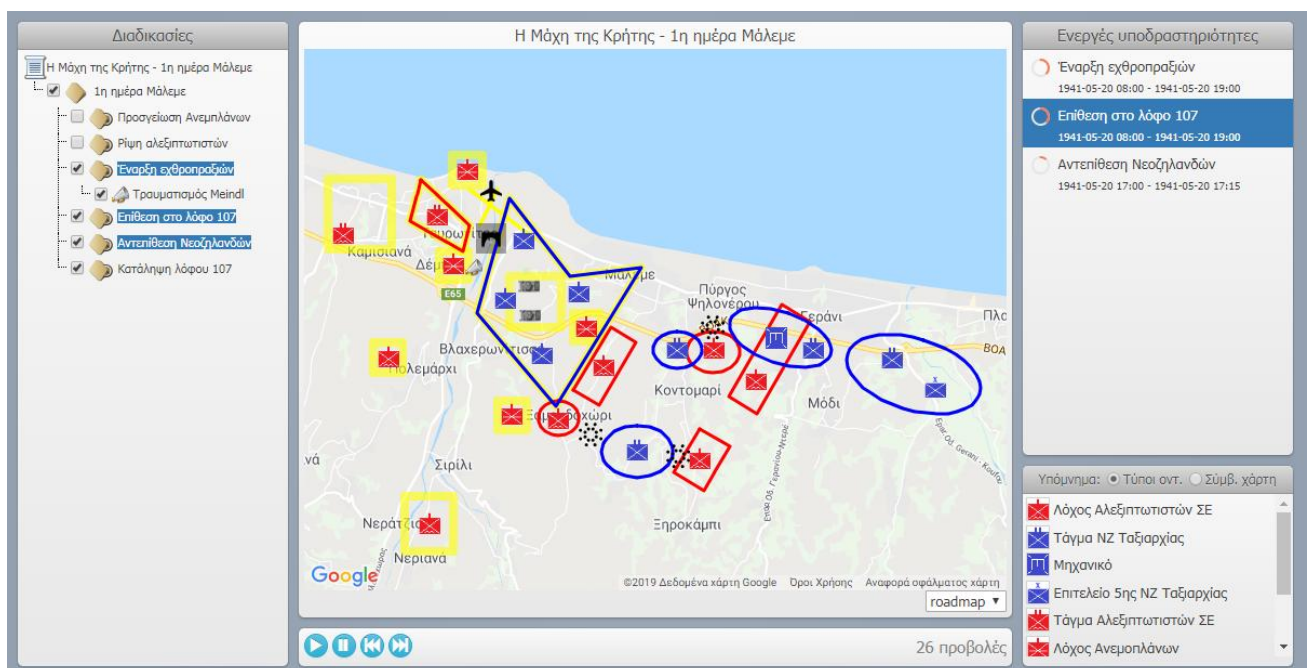 Διαδικασίες
Η Μάχη της Κρήτης - 1η ημέρα Μάλεμε
1η ημέρα Μάλεμε
Προσγείωση Ανεμπλάνων
Ρίψη αλεξιπτωτιστών
Έναρξη εχθροπραξιών
Τραυματισμός Meindl
Επίθεση στο λόφο 107
Αντεπίθεση Νεοζηλανδών
Κατάληψη λόφου 107
Η Μάχη της Κρήτης - 1η ημέρα Μάλεμε
Καμισιανά
Μάλεμε
E65
Πύργος
Ψηλονέρου
Γεράνι
Πλα
ΒΟΑ
Κοντομαρί
Μόδι
Σιρίλι
νά
Ξηροκάμπι
Νεριανά
Google
©2019 Δεδομένα χάρτη Google Όροι Χρήσης Αναφορά σφάλματος χάρτη
roadmap
26 προβολές
Ενεργές υποδραστηριότητες
Έναρξη εχθροπραξιών
1941-05-20 08:00 - 1941-05-20 19:00
Επίθεση στο λόφο 107
1941-05-20 08:00 - 1941-05-20 19:00
Αντεπίθεση Νεοζηλανδών
1941-05-20 17:00 - 1941-05-20 17:15
Υπόμνημα: Τύποι οντ. Σύμβ. χάρτη
Λόχος Αλεξιπτωτιστών ΣΕ
Τάγμα ΝΖ Ταξιαρχίας
Μηχανικό
Επιτελείο 5ης ΝΖ Ταξιαρχίας
Τάγμα Αλεξιπτωτιστών ΣΕ
Λόχος Ανεμοπλάνων